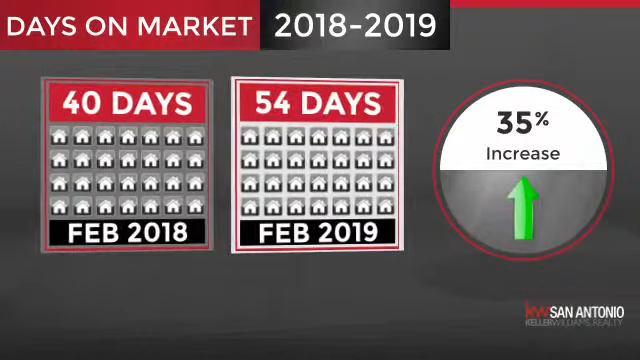 DAYS ON MARKET 2018-2019
40 DAYS
FEB 2018
54 DAYS
FEB 2019
35%
Increase
kw SAN ANTONIO
KELLERWILLIAMS. REALTY